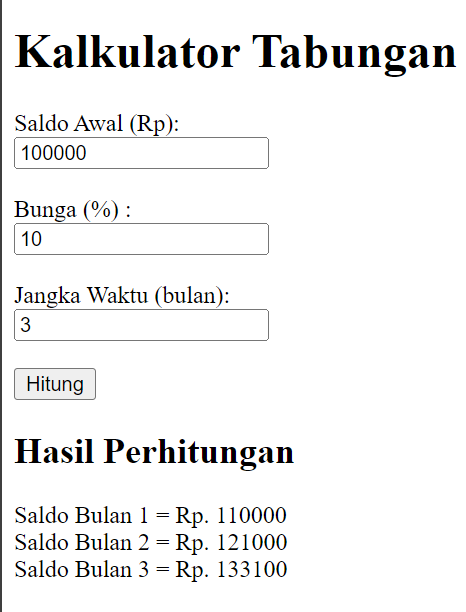 Kalkulator Tabungan
Saldo Awal (Rp):
100000
Bunga (%) :
10
Jangka Waktu (bulan):
3
Hitung
Hasil Perhitungan
Saldo Bulan 1 = Rp. 110000
Saldo Bulan 2 = Rp. 121000
Saldo Bulan 3 = Rp. 133100